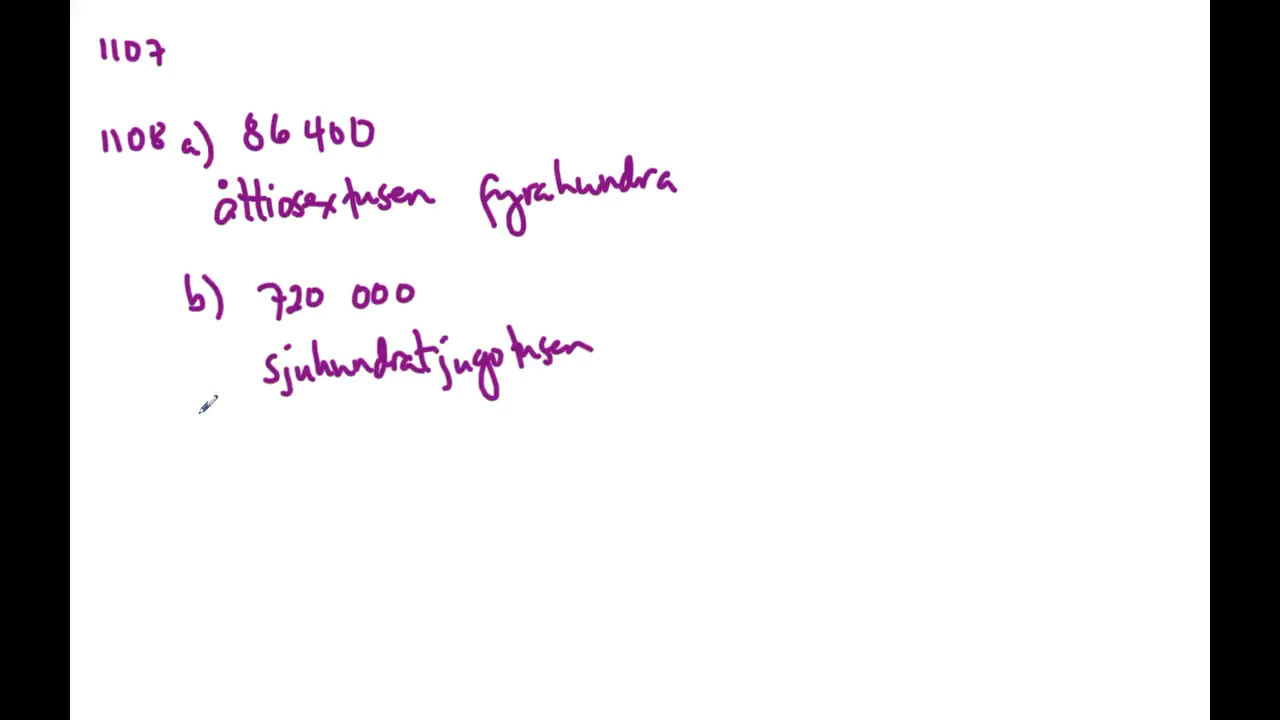 1107
1108 a) 86 400
åttiosextusen fyrahundra
b) 720 000
sjuhundratjugotusen